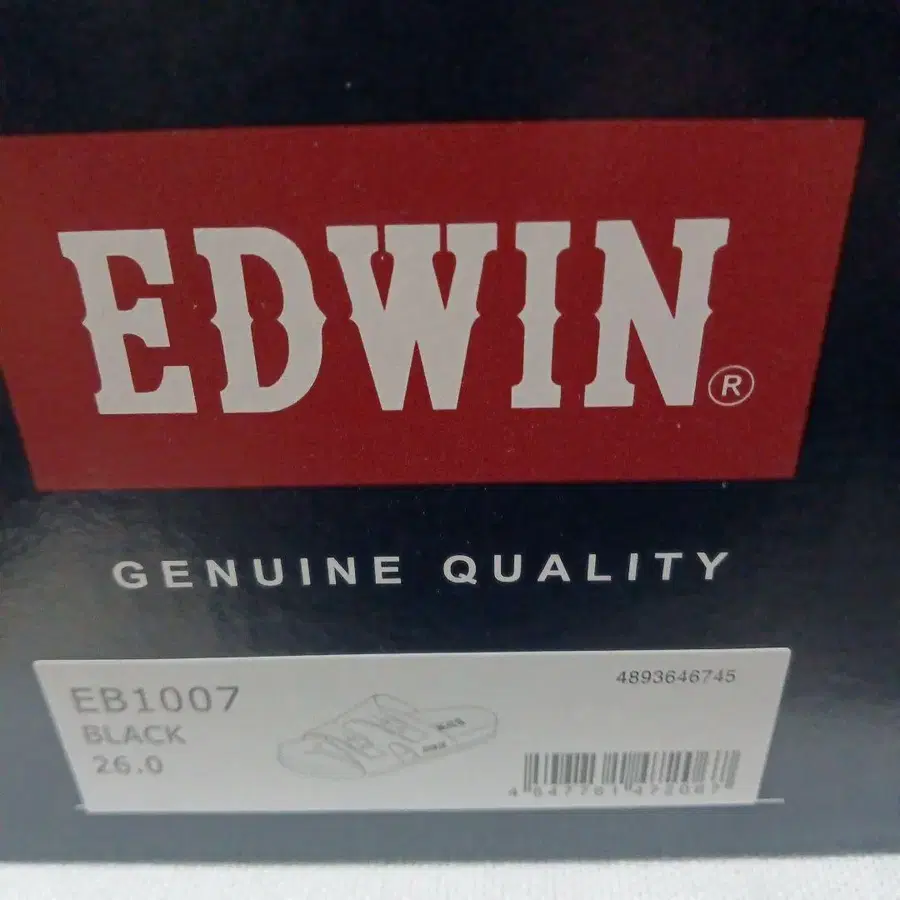 EDWIN®
GENUINE QUALITY
EB1007
4893646745
BLACK
26.0